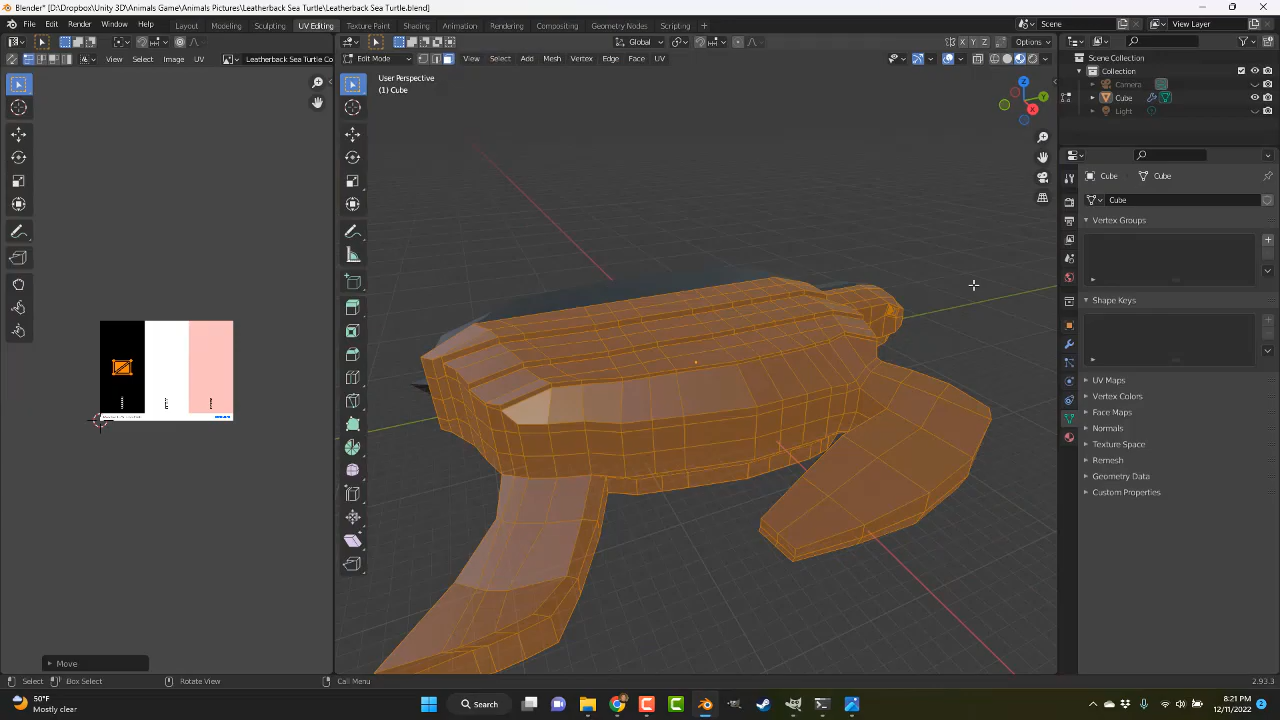 Blender* [D:\Dropbox\Unity 3D\Animals Game\Animals Pictures\Leatherback Sea Turtle\Leatherback Sea Turtle.blend]
File Edit Render Window Help Layout Modeling Sculpting UV Editing Texture Paint Shading Animation Rendering Compositing Geometry Nodes Scripting + Scene View Layer
Global Options
View Select Image UV Leatherback Sea Turtle Co Edit Mode View Select Add Mesh Vertex Edge Face UV
X Y Z
User Perspective
(1) Cube
Z
Y
X
Scene Collection
Collection
Camera
Cube
Light
Cube Cube
Cube
Vertex Groups
Shape Keys
UV Maps
Vertex Colors
Face Maps
Normals
Texture Space
Remesh
Geometry Data
Custom Properties
Move
Select Box Select Rotate View Call Menu 2.93.3
50°F
Mostly clear
Search
8:21 PM
12/11/2022